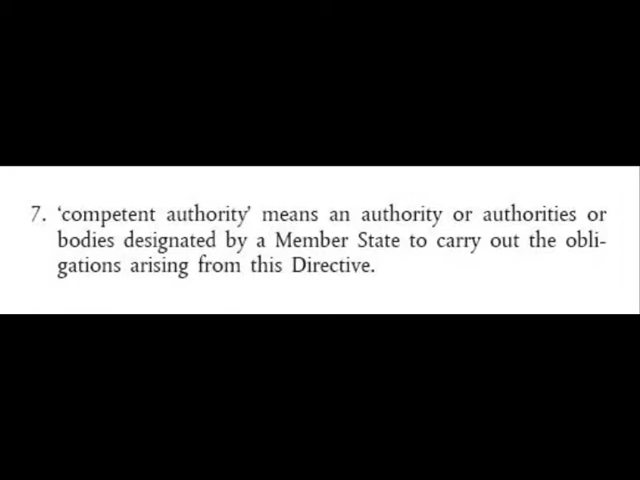 7. ‘competent authority’ means an authority or authorities or
bodies designated by a Member State to carry out the obli-
gations arising from this Directive.